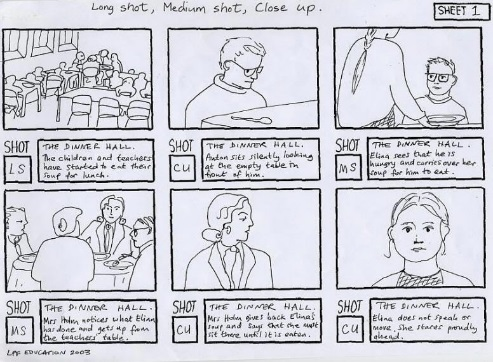 Long shot, Medium shot, Close up.
SHEET 1
SHOT
LS
THE DINNER HALL.
The children and teachers
have started to eat their
soup for lunch.
SHOT
CU
THE DINNER HALL.
Anton sits silently looking
at the empty table in
front of him.
SHOT
MS
THE DINNER HALL.
Elina sees that he is
hungry and carries over her
soup for him to eat.
SHOT
MS
THE DINNER HALL.
Mrs Holm notices what Elina
has done and gets up from
the teachers' table.
SHOT
CU
THE DINNER HALL.
Mrs Holm gives back Elina's
soup and says that she must
sit there until it is eaten.
SHOT
CU
THE DINNER HALL.
Elina does not speak or
move. She stares proudly
ahead.
LPF EDUCATION 2003